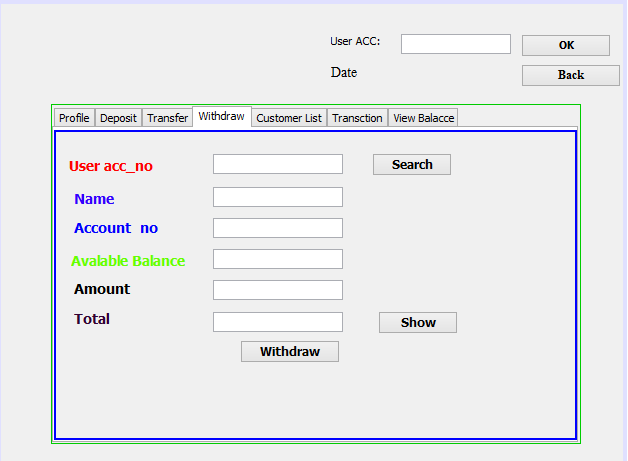 User ACC: OK
Date Back
Profile Deposit Transfer Withdraw Customer List Transction View Balacce
User acc_no Search
Name
Account no
Avalable Balance
Amount
Total Show
Withdraw